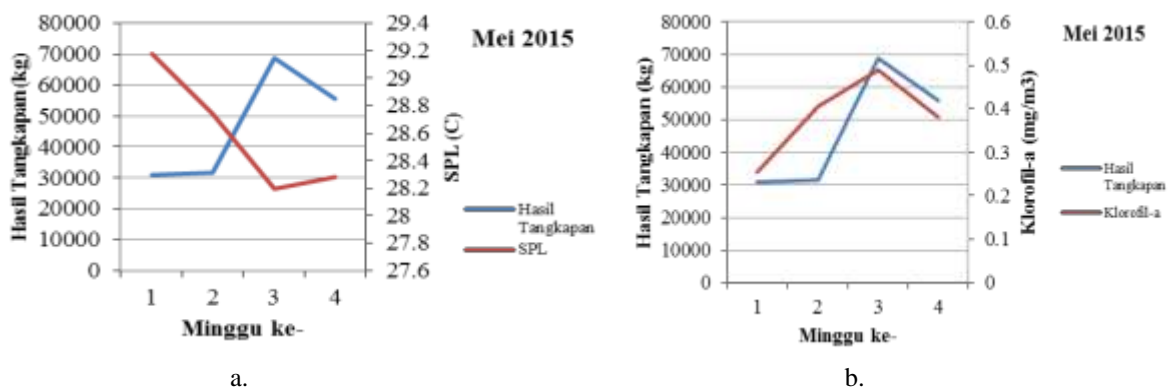 Mei 2015
Hasil Tangkapan (kg)
80000
70000
60000
50000
40000
30000
20000
10000
0
29.4
29.2
29
28.8
28.6
28.4
28.2
28
27.8
27.6
SPL (C)
1 2 3 4
Minggu ke-
Hasil
Tangkapan
SPL
a.
Mei 2015
Hasil Tangkapan (kg)
80000
70000
60000
50000
40000
30000
20000
10000
0
0.6
0.5
0.4
0.3
0.2
0.1
0
Klorofil-a (mg/m3)
1 2 3 4
Minggu ke-
Hasil
Tangkapan
Klorofil-a
b.